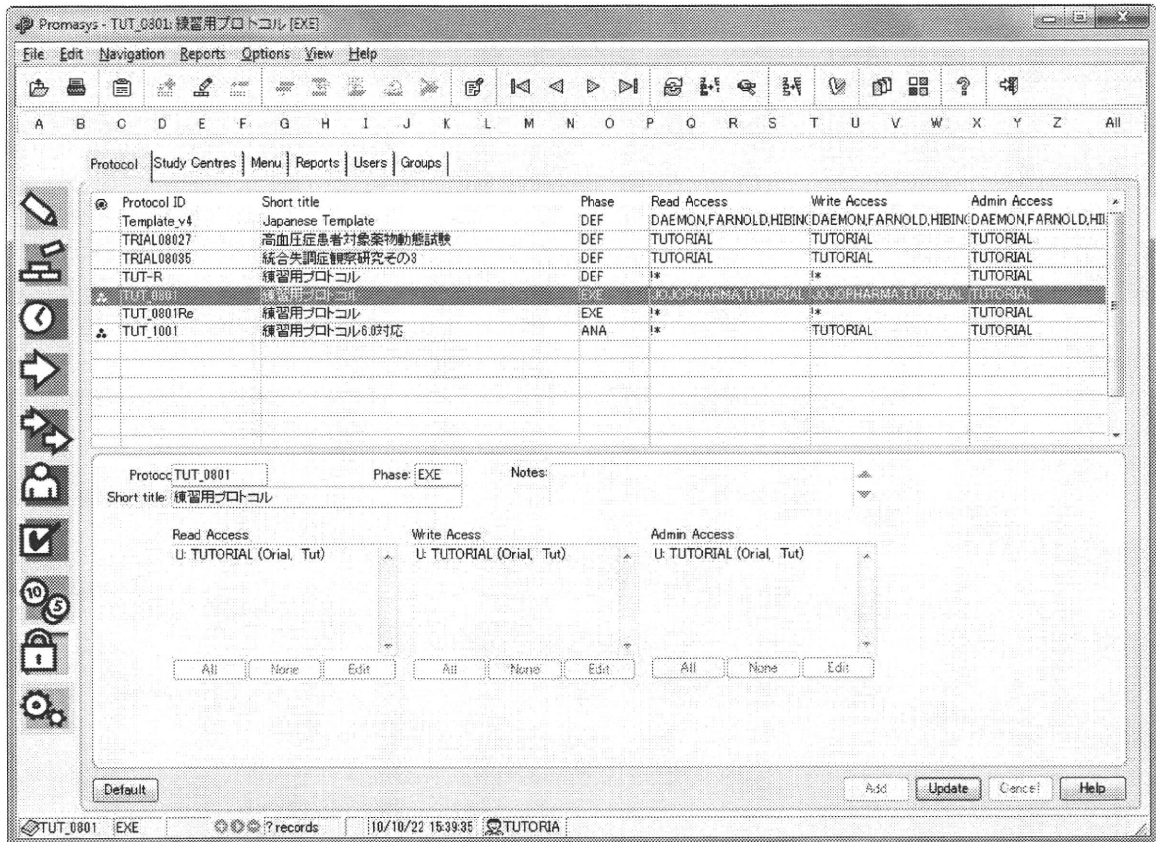 Promasys - TUT_0801: 練習用プロトコル [EXE]
File Edit Navigation Reports Options View Help
A B C D E F G H I J K L M N O P Q R S T U V W X Y Z All
Protocol Study Centres Menu Reports Users Groups
Protocol ID Short title Phase Read Access Write Access Admin Access
Template_v4 Japanese Template DEF DAEMON,FARNOLD,HIBINC DAEMON,FARNOLD,HIBINC DAEMON,FARNOLD,HII
TRIAL08027 高血圧症患者対象薬物動態試験 DEF TUTORIAL TUTORIAL TUTORIAL
TRIAL08035 統合失調症観察研究その3 DEF TUTORIAL TUTORIAL TUTORIAL
TUT-R 練習用プロトコル DEF !* !* TUTORIAL
TUT_0801 練習用プロトコル EXE JOJOPHARMA,TUTORIAL JOJOPHARMA,TUTORIAL TUTORIAL
TUT_0801Re 練習用プロトコル EXE !* !* TUTORIAL
TUT_1001 練習用プロトコル6.0対応 ANA !* TUTORIAL TUTORIAL
Protocc TUT_0801 Phase: EXE Notes:
Short title: 練習用プロトコル
Read Access Write Acess Admin Access
U: TUTORIAL (Orial, Tut) U: TUTORIAL (Orial, Tut) U: TUTORIAL (Orial, Tut)
All None Edit All None Edit All None Edit
10 5
Default Add Update Cancel Help
TUT_0801 EXE ? records 10/10/22 15:39:35 TUTORIA